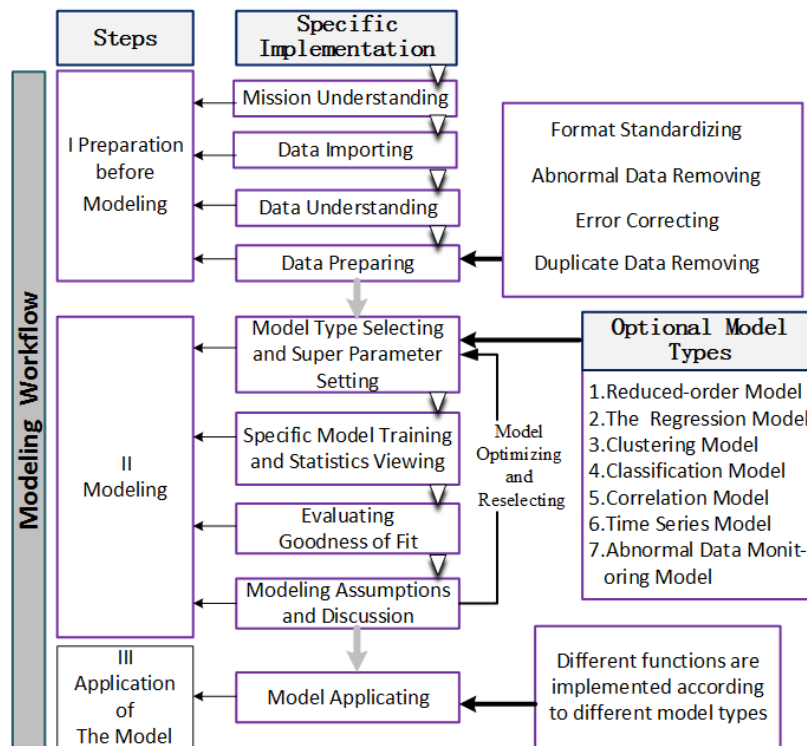 Steps
Specific
Implementation
Modeling Workflow
I Preparation
before
Modeling
Mission Understanding
Data Importing
Data Understanding
Data Preparing
Format Standardizing
Abnormal Data Removing
Error Correcting
Duplicate Data Removing
II
Modeling
Model Type Selecting
and Super Parameter
Setting
Specific Model Training
and Statistics Viewing
Evaluating
Goodness of Fit
Modeling Assumptions
and Discussion
Model
Optimizing
and
Reselecting
Optional Model
Types
1.Reduced-order Model
2.The Regression Model
3.Clustering Model
4.Classification Model
5.Correlation Model
6.Time Series Model
7.Abnormal Data Monit-
oring Model
III
Application
of
The Model
Model Applicating
Different functions are
implemented according
to different model types